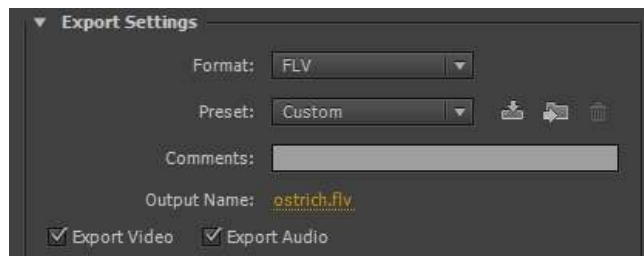 Export Settings
Format: FLV
Preset: Custom
Comments:
Output Name: ostrich.flv
Export Video Export Audio